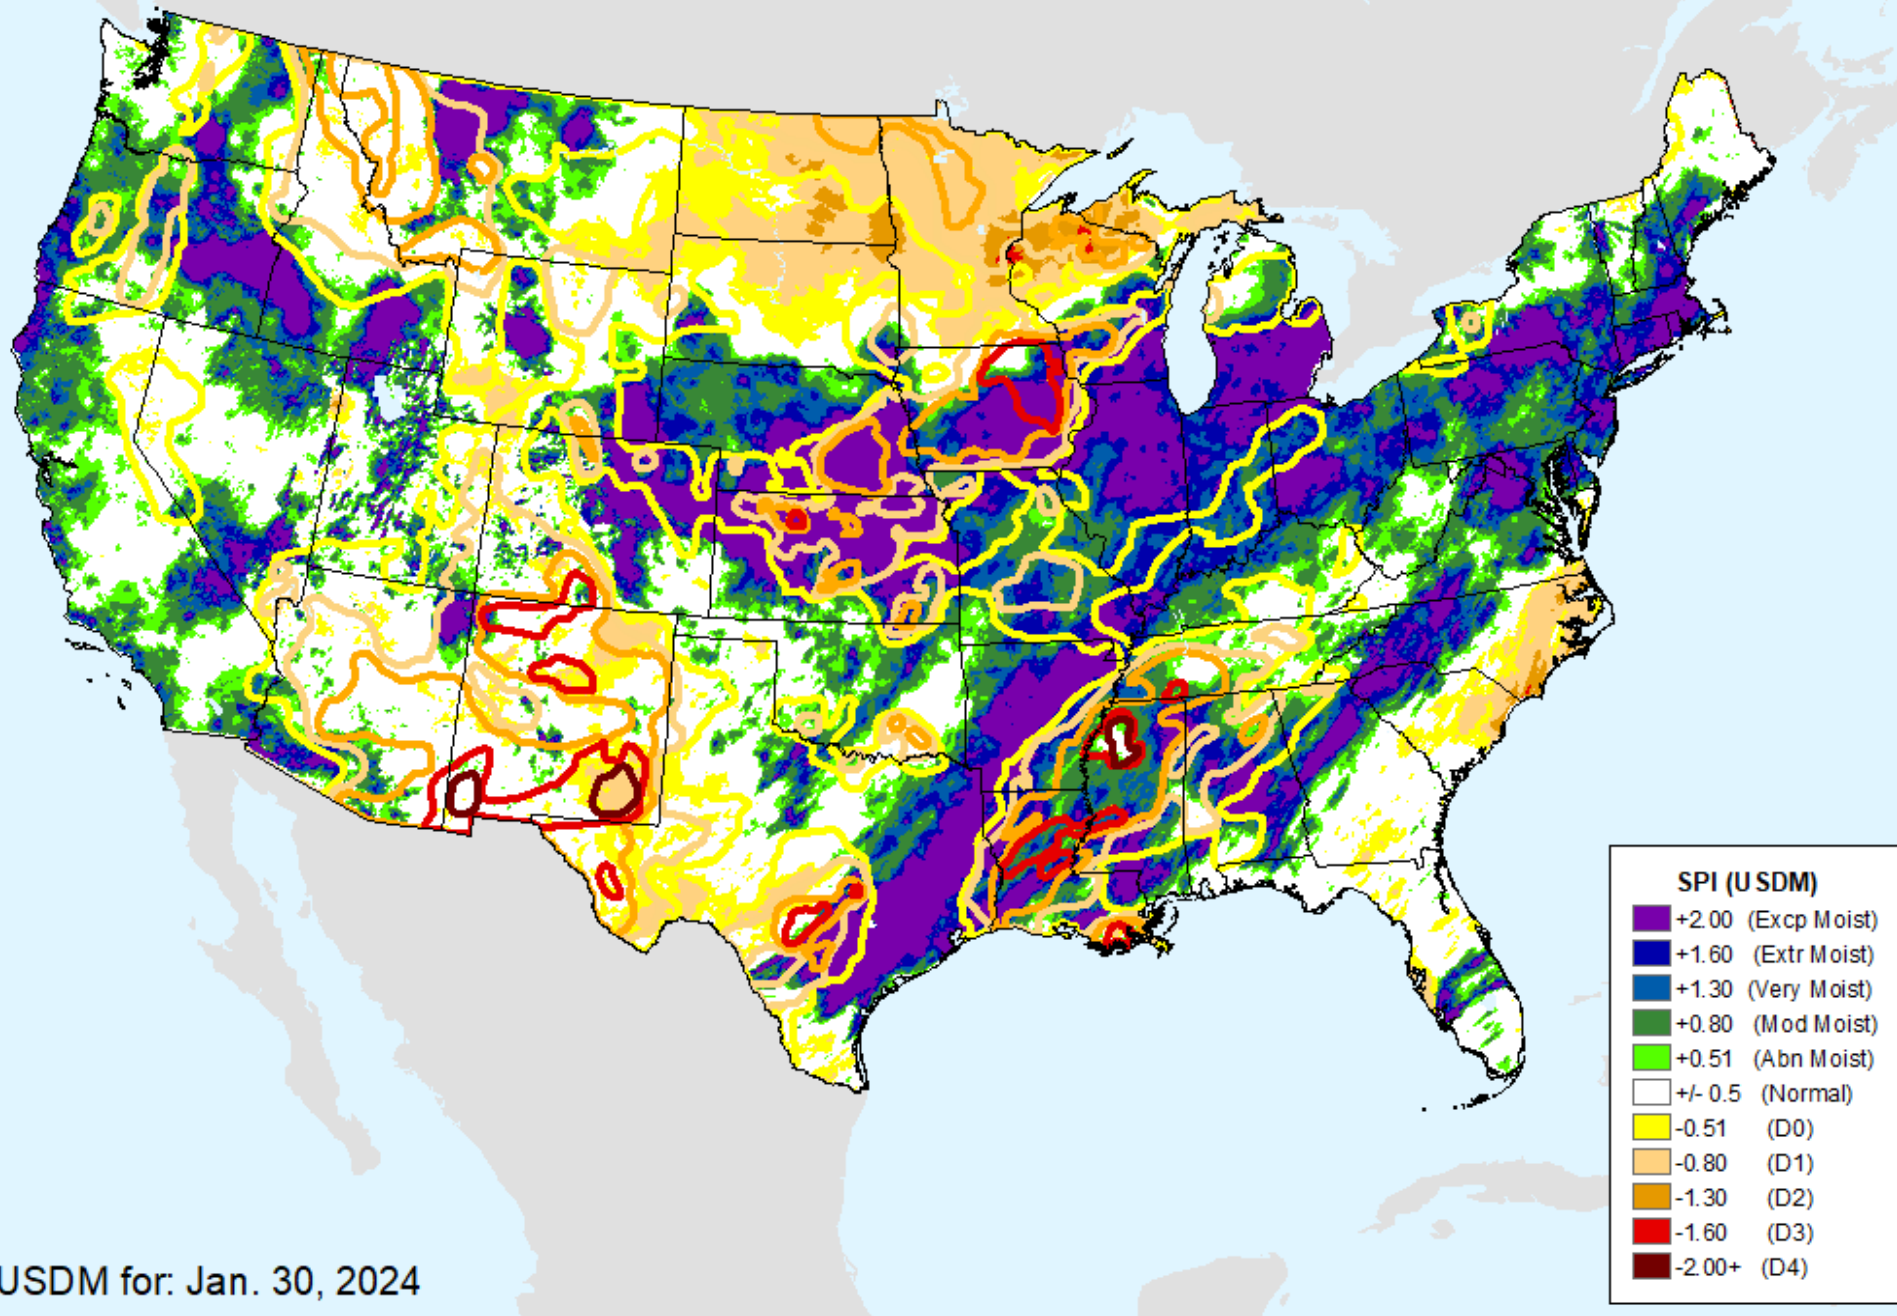 SPI (USDM)
+2.00 (Excp Moist)
+1.60 (Extr Moist)
+1.30 (Very Moist)
+0.80 (Mod Moist)
+0.51 (Abn Moist)
+/- 0.5 (Normal)
-0.51 (D0)
-0.80 (D1)
-1.30 (D2)
-1.60 (D3)
-2.00+ (D4)
USDM for: Jan. 30, 2024